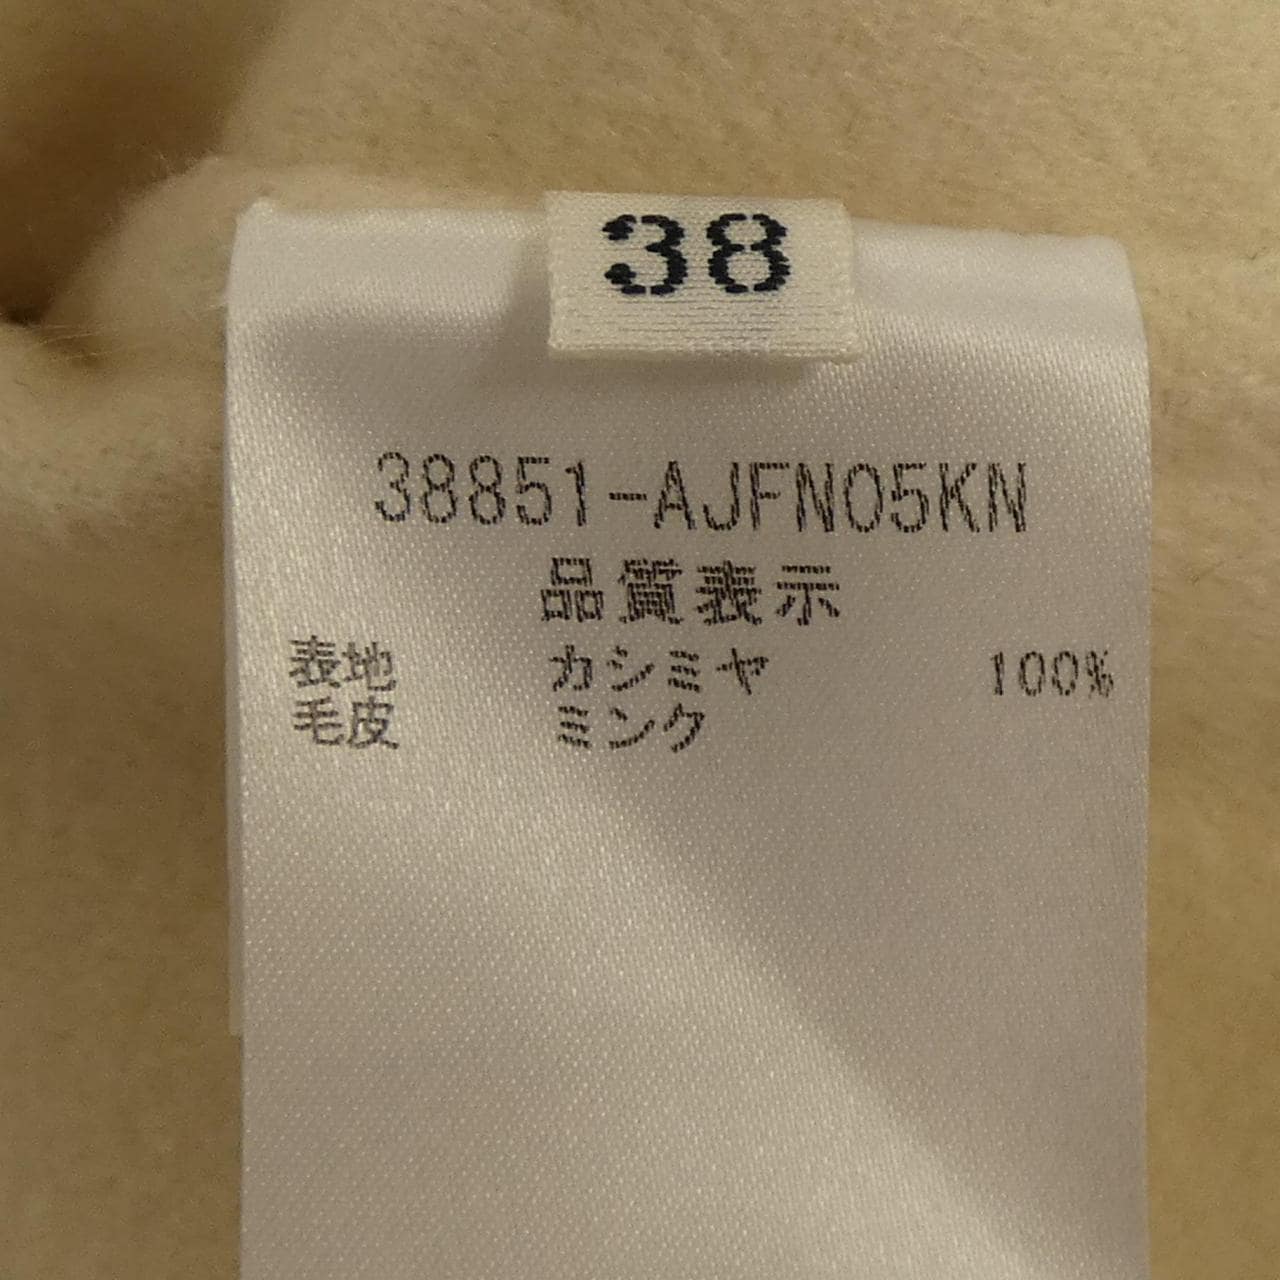 38
38851-AJFN05KN
品質表示
表地 カシミヤ 100%
毛皮 ミンク